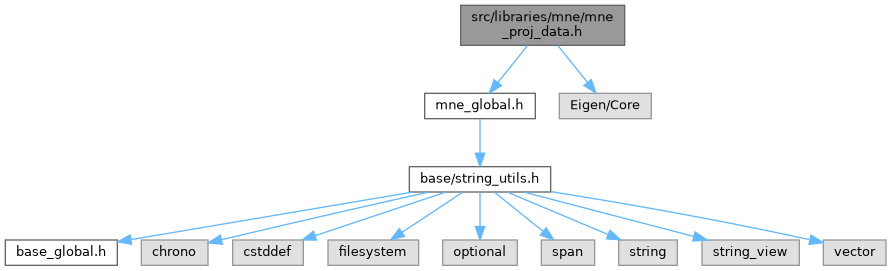 src/libraries/mne/mne
_proj_data.h
mne_global.h
Eigen/Core
base/string_utils.h
base_global.h
chrono
cstddef
filesystem
optional
span
string
string_view
vector